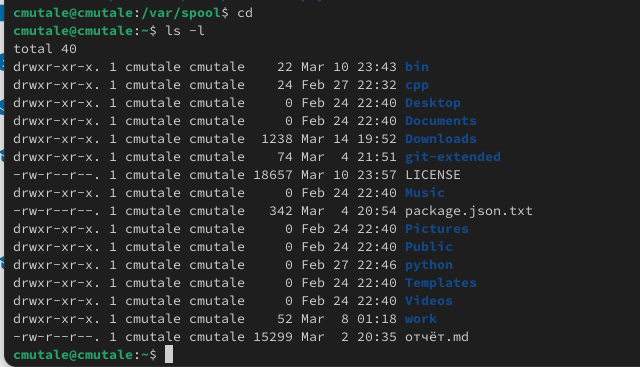 cmutale@cmutale:/var/spool$ cd
cmutale@cmutale:~$ ls -l
total 40
drwxr-xr-x. 1 cmutale cmutale    22 Mar 10 23:43 bin
drwxr-xr-x. 1 cmutale cmutale    24 Feb 27 22:32 cpp
drwxr-xr-x. 1 cmutale cmutale     0 Feb 24 22:40 Desktop
drwxr-xr-x. 1 cmutale cmutale     0 Feb 24 22:40 Documents
drwxr-xr-x. 1 cmutale cmutale  1238 Mar 14 19:52 Downloads
drwxr-xr-x. 1 cmutale cmutale    74 Mar  4 21:51 git-extended
-rw-r--r--. 1 cmutale cmutale 18657 Mar 10 23:57 LICENSE
drwxr-xr-x. 1 cmutale cmutale     0 Feb 24 22:40 Music
-rw-r--r--. 1 cmutale cmutale   342 Mar  4 20:54 package.json.txt
drwxr-xr-x. 1 cmutale cmutale     0 Feb 24 22:40 Pictures
drwxr-xr-x. 1 cmutale cmutale     0 Feb 24 22:40 Public
drwxr-xr-x. 1 cmutale cmutale     0 Feb 27 22:46 python
drwxr-xr-x. 1 cmutale cmutale     0 Feb 24 22:40 Templates
drwxr-xr-x. 1 cmutale cmutale     0 Feb 24 22:40 Videos
drwxr-xr-x. 1 cmutale cmutale    52 Mar  8 01:18 work
-rw-r--r--. 1 cmutale cmutale 15299 Mar  2 20:35 отчёт.md
cmutale@cmutale:~$